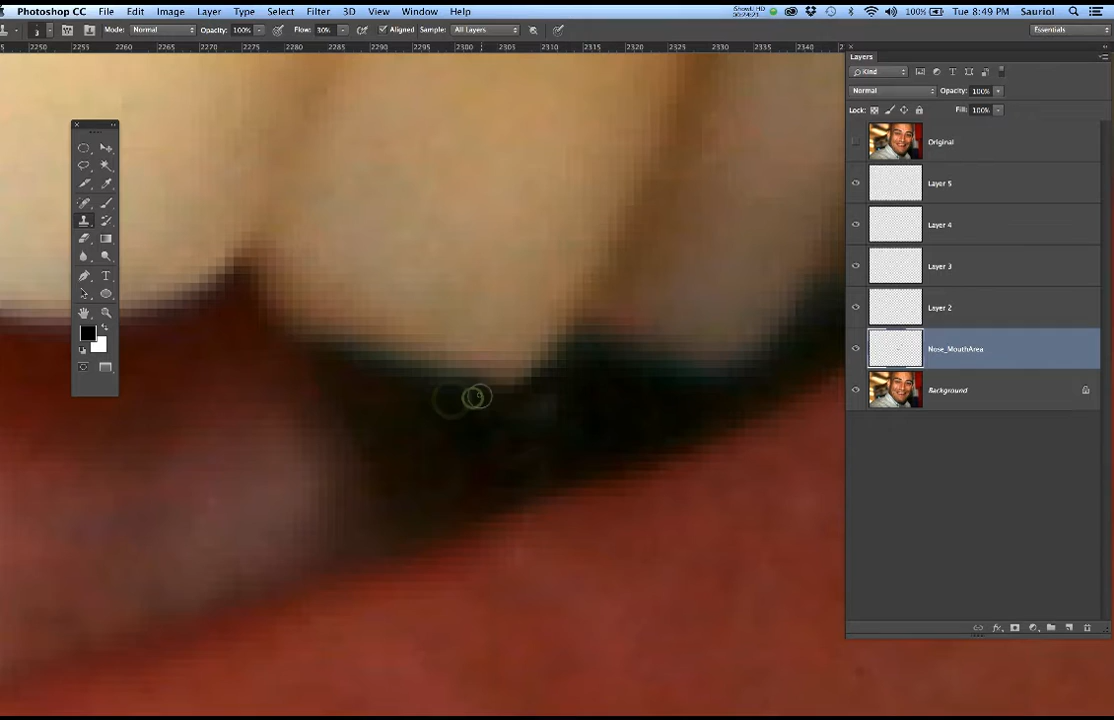 Photoshop CC File Edit Image Layer Type Select Filter 3D View Window Help 100% Tue 8:49 PM Sauriol
Mode: Normal Opacity: 100% Flow: 30% Aligned Sample: All Layers Essentials
2250 2255 2260 2265 2270 2275 2280 2285 2290 2295 2300 2305 2310 2315 2320 2325 2330 2335 2340
Layers
Kind
Normal Opacity: 100%
Lock: Fill: 100%
Original
Layer 5
Layer 4
Layer 3
Layer 2
Nose_MouthArea
Background